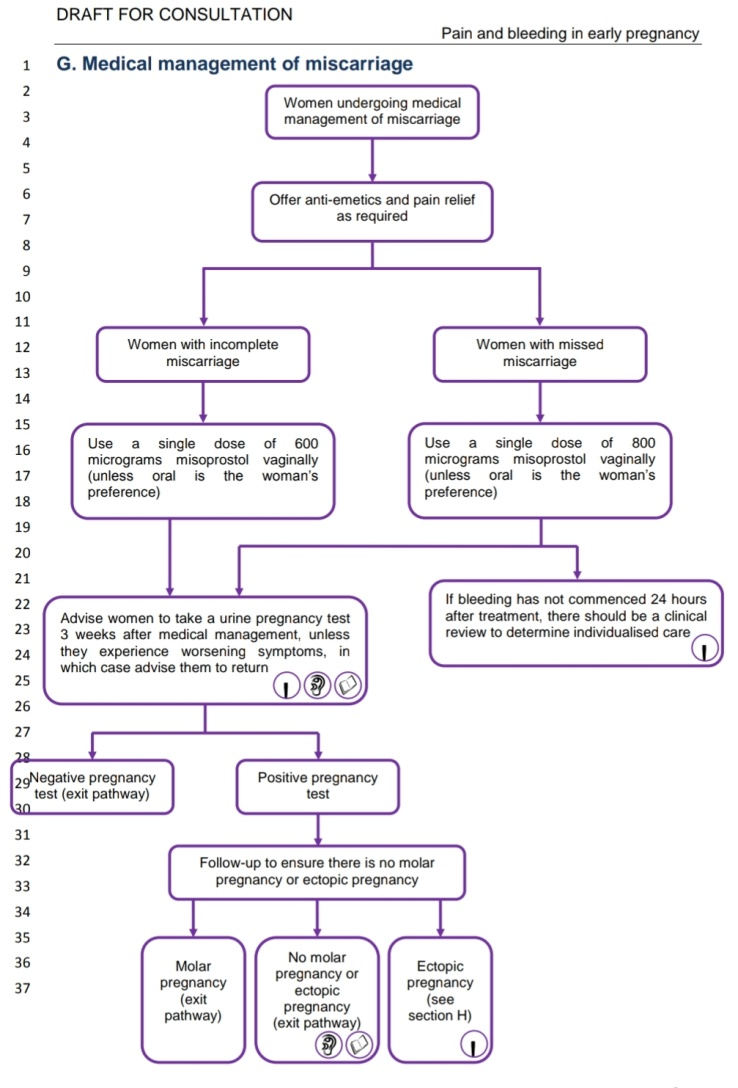 DRAFT FOR CONSULTATION
Pain and bleeding in early pregnancy
1 G. Medical management of miscarriage
2
3
4
5
6
7
8
9
10
11
12
13
14
15
16
17
18
19
20
21
22
23
24
25
26
27
28
29
30
31
32
33
34
35
36
37
Women undergoing medical
management of miscarriage
Offer anti-emetics and pain relief
as required
Women with incomplete
miscarriage
Women with missed
miscarriage
Use a single dose of 600
micrograms misoprostol vaginally
(unless oral is the woman's
preference)
Use a single dose of 800
micrograms misoprostol vaginally
(unless oral is the woman's
preference)
Advise women to take a urine pregnancy test
3 weeks after medical management, unless
they experience worsening symptoms, in
which case advise them to return
!
If bleeding has not commenced 24 hours
after treatment, there should be a clinical
review to determine individualised care
!
Negative pregnancy
test (exit pathway)
Positive pregnancy
test
Follow-up to ensure there is no molar
pregnancy or ectopic pregnancy
Molar
pregnancy
(exit
pathway)
No molar
pregnancy or
ectopic
pregnancy
(exit pathway)
Ectopic
pregnancy
(see
section H)
!